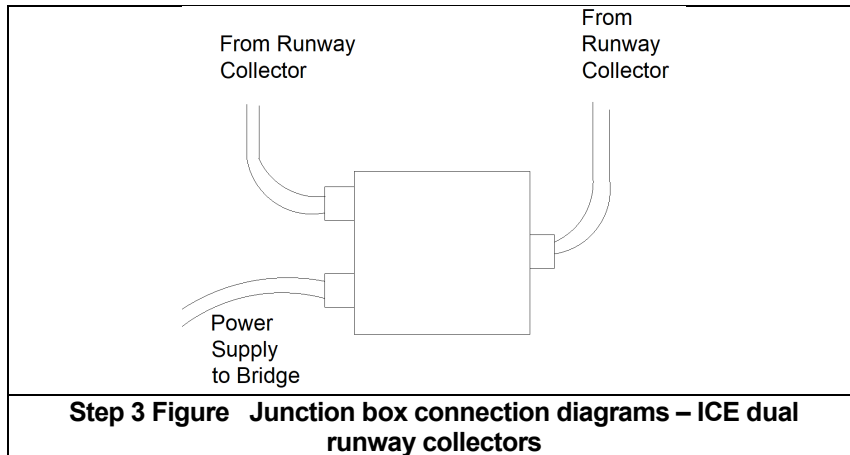 From Runway
Collector
From
Runway
Collector
Power
Supply
to Bridge
Step 3 Figure Junction box connection diagrams – ICE dual
runway collectors